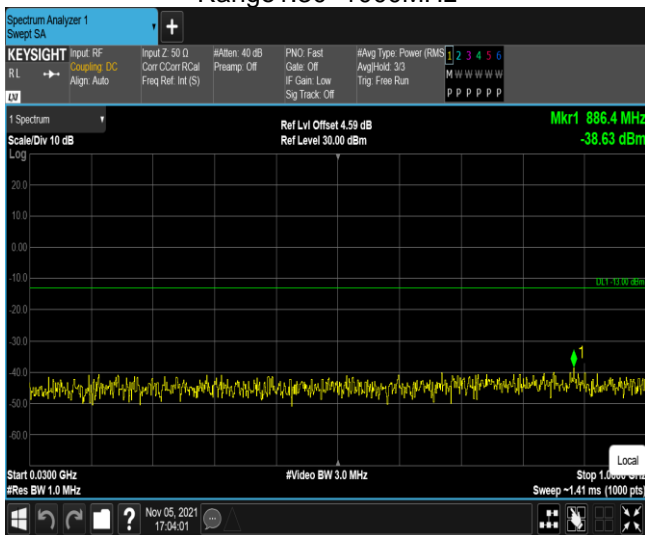 Spectrum Analyzer 1
Swept SA
+
KEYSIGHT
RL
Input: RF
Coupling: DC
Align: Auto
Input Z: 50 Ω
Corr CCorr RCal
Freq Ref: Int (S)
#Atten: 40 dB
Preamp: Off
PNO: Fast
Gate: Off
IF Gain: Low
Sig Track: Off
#Avg Type: Power (RMS
Avg|Hold: 3/3
Trig: Free Run
1 2 3 4 5 6
M W W W W W
P P P P P P
1 Spectrum
Scale/Div 10 dB
Log
Ref Lvl Offset 4.59 dB
Ref Level 30.00 dBm
Mkr1 886.4 MHz
-38.63 dBm
20.0
10.0
0.00
-10.0
DL1 -13.00 dBm
-20.0
-30.0
1
-40.0
-50.0
-60.0
Local
Start 0.0300 GHz
#Video BW 3.0 MHz
Stop
#Res BW 1.0 MHz
Sweep ~1.41 ms (1000 pts)
?
Nov 05, 2021
17:04:01